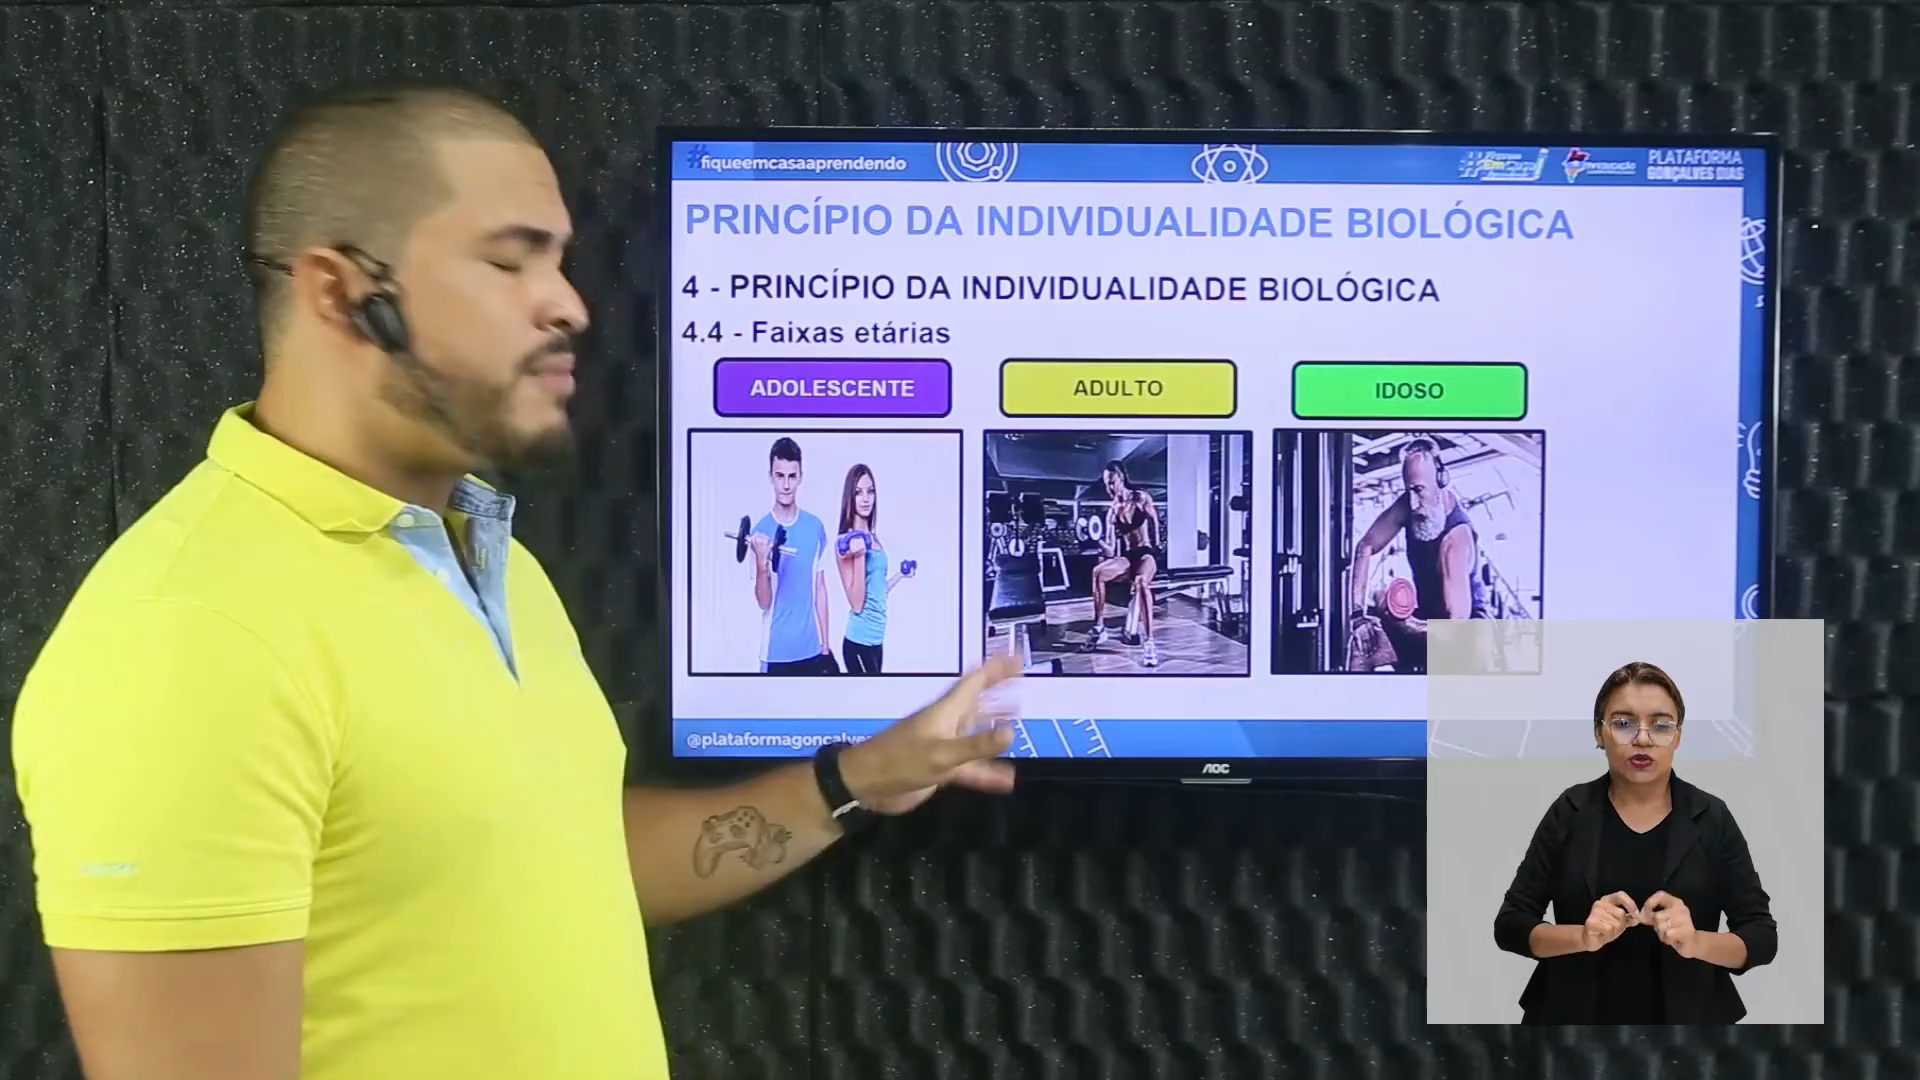 #fiqueemcasaaprendendo
PLATAFORMA
GONÇALVES DIAS
PRINCÍPIO DA INDIVIDUALIDADE BIOLÓGICA
4 - PRINCÍPIO DA INDIVIDUALIDADE BIOLÓGICA
4.4 - Faixas etárias
ADOLESCENTE
ADULTO
IDOSO
@plataformagoncalve
AOC